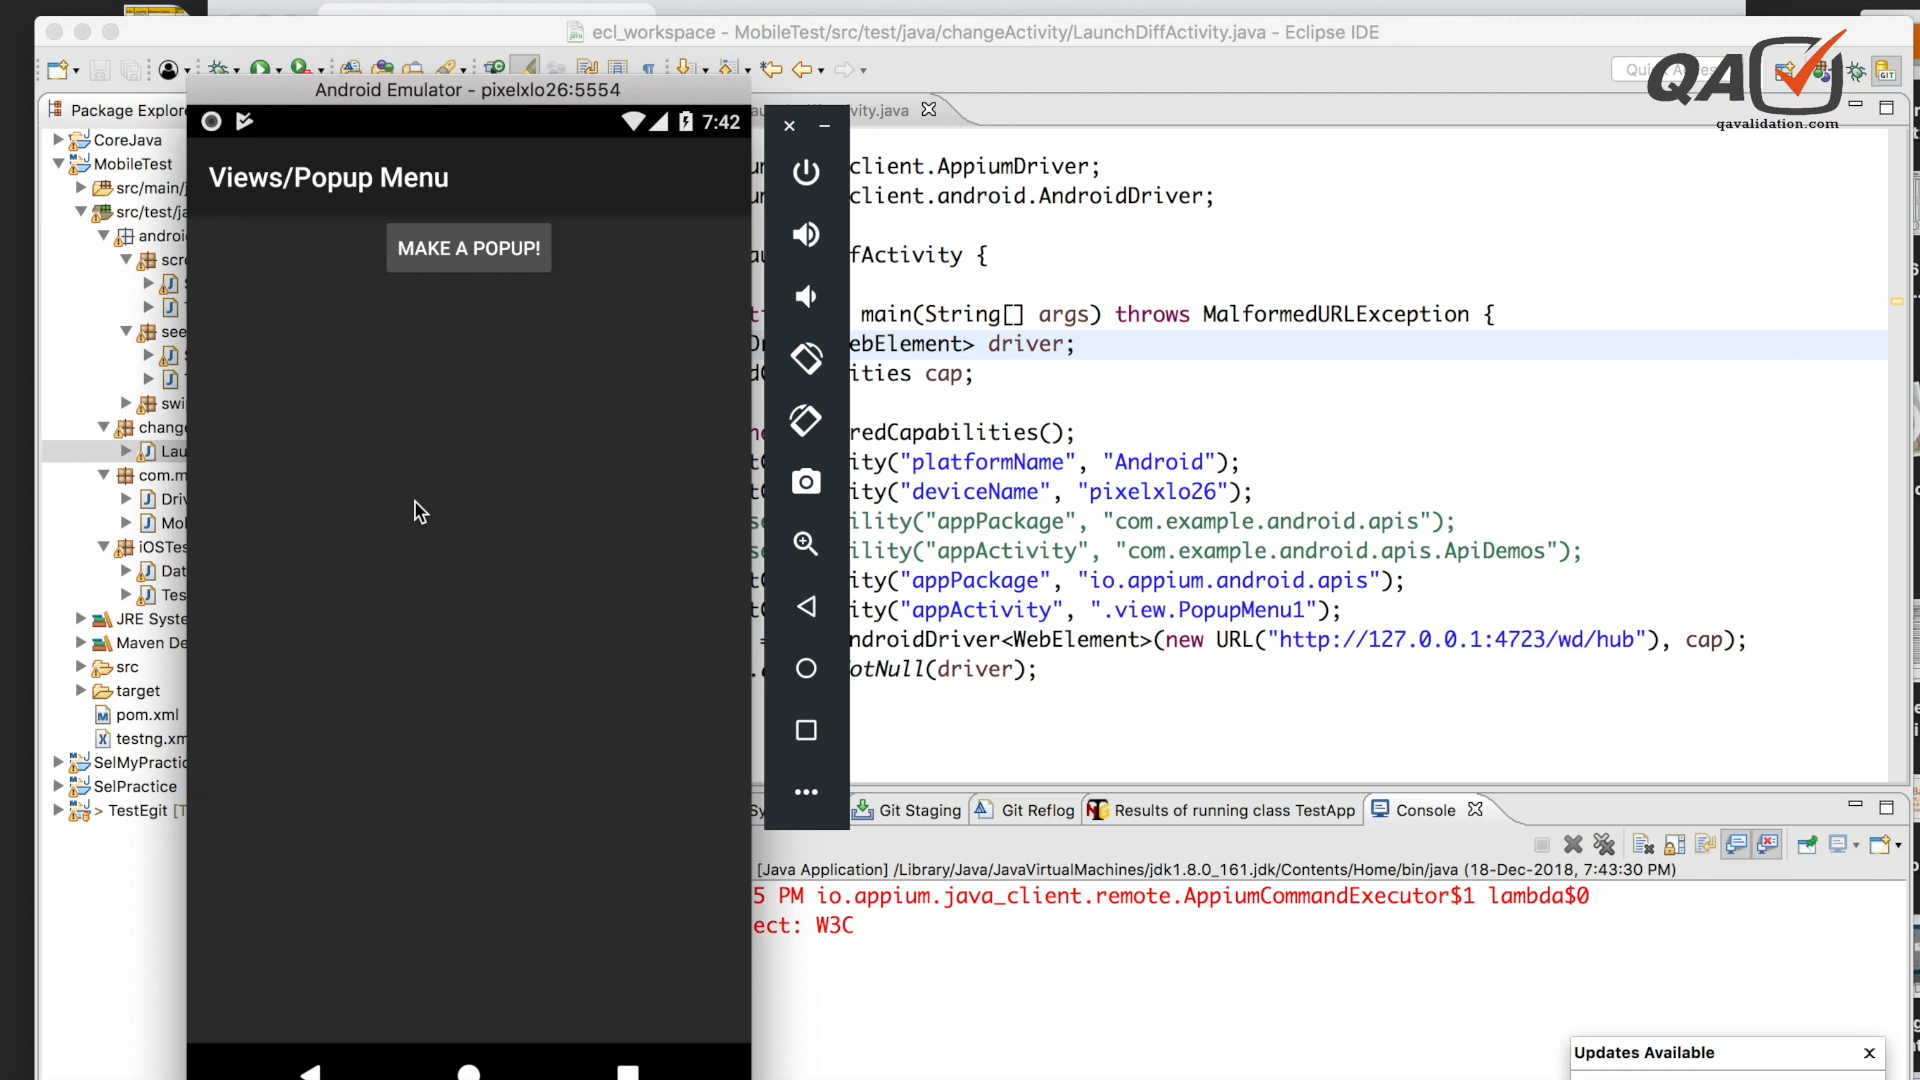 ecl_workspace - MobileTest/src/test/java/changeActivity/LaunchDiffActivity.java - Eclipse IDE
QA
qavalidation.com
Package Explore
CoreJava
MobileTest
src/main/j
src/test/ja
androi
scr
see
swi
change
Lau
com.m
Driv
Mol
iOSTes
Dat
Tes
JRE Syste
Maven De
src
target
pom.xml
testng.xm
SelMyPractic
SelPractice
> TestEgit [T
Android Emulator - pixelxlo26:5554
7:42
Views/Popup Menu
MAKE A POPUP!
ivity.java
client.AppiumDriver;
client.android.AndroidDriver;
fActivity {
main(String[] args) throws MalformedURLException {
ebElement> driver;
ities cap;
redCapabilities();
ity("platformName", "Android");
ity("deviceName", "pixelxlo26");
ility("appPackage", "com.example.android.apis");
ility("appActivity", "com.example.android.apis.ApiDemos");
ity("appPackage", "io.appium.android.apis");
ity("appActivity", ".view.PopupMenu1");
= ndroidDriver<WebElement>(new URL("http://127.0.0.1:4723/wd/hub"), cap);
otNull(driver);
Git Staging
Git Reflog
Results of running class TestApp
Console
[Java Application] /Library/Java/JavaVirtualMachines/jdk1.8.0_161.jdk/Contents/Home/bin/java (18-Dec-2018, 7:43:30 PM)
5 PM io.appium.java_client.remote.AppiumCommandExecutor$1 lambda$0
ect: W3C
Updates Available